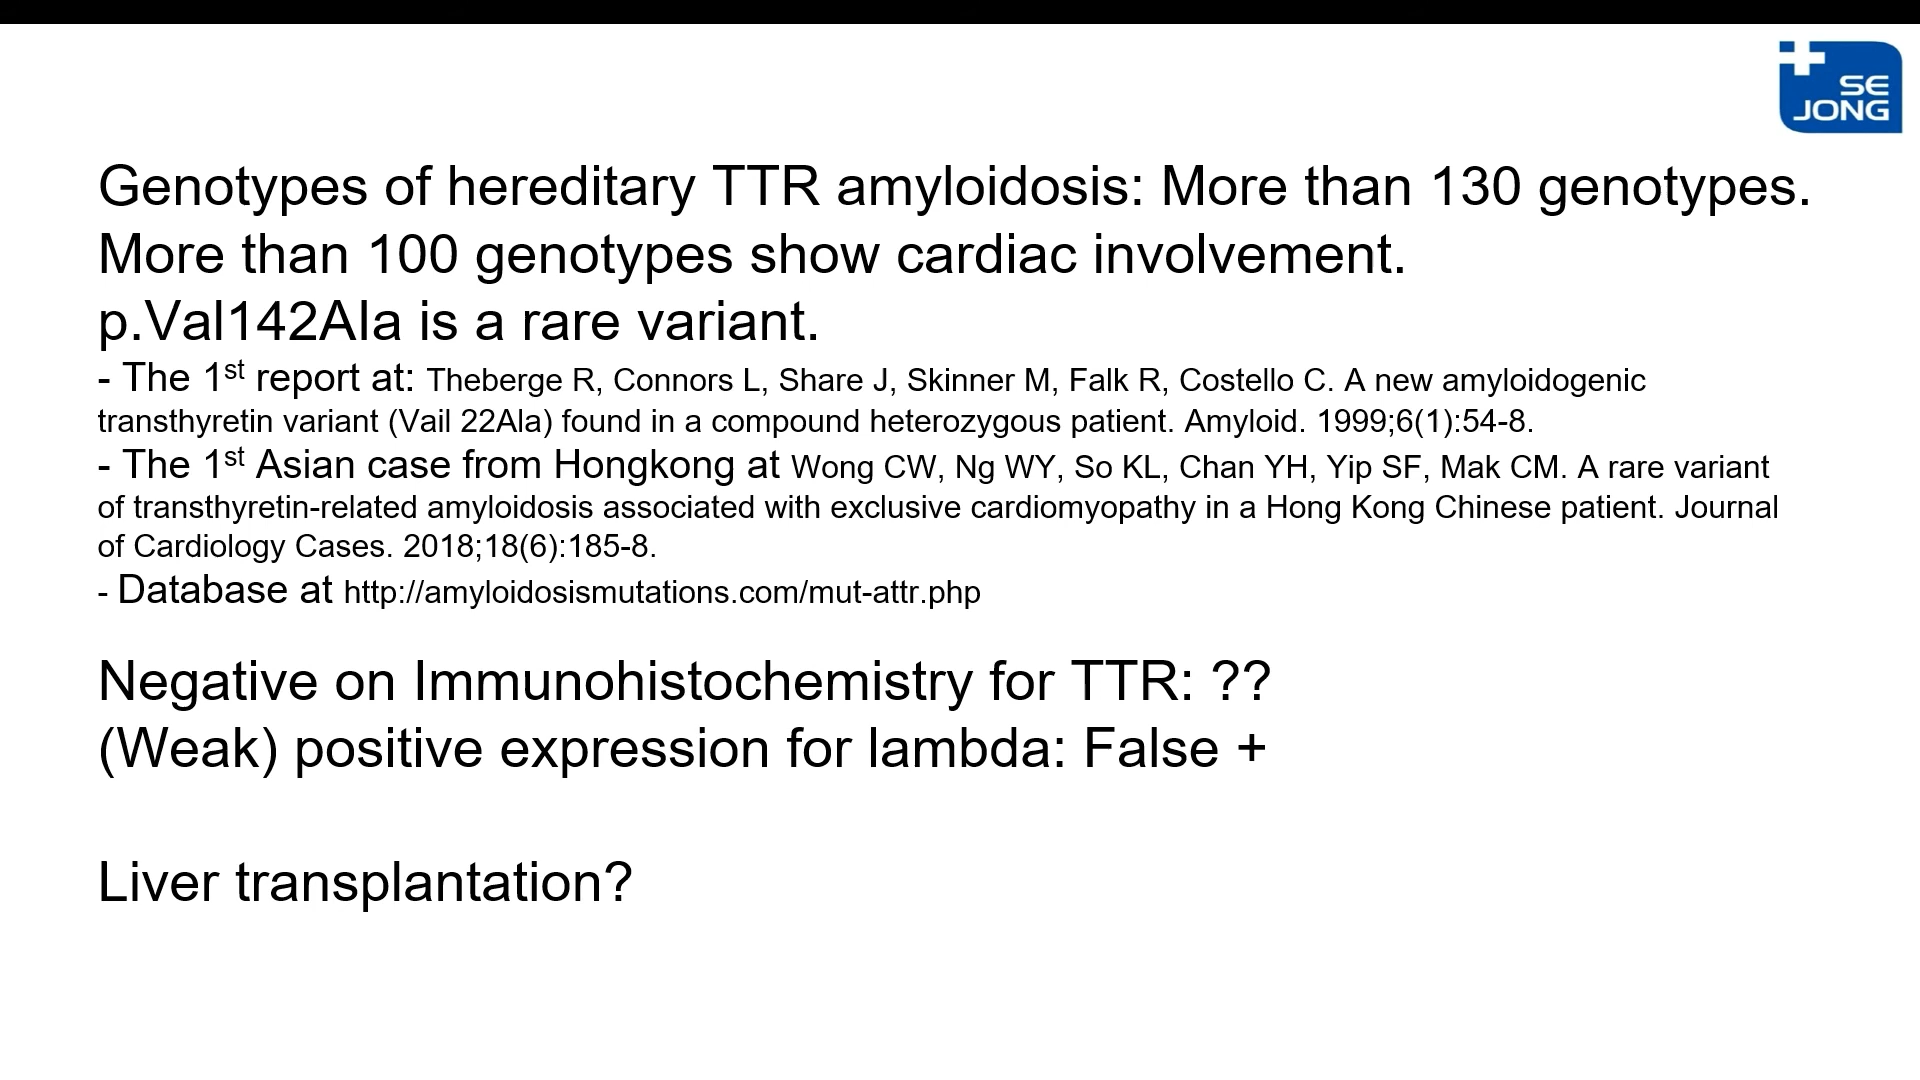 SE
JONG
Genotypes of hereditary TTR amyloidosis: More than 130 genotypes.
More than 100 genotypes show cardiac involvement.
p.Val142Ala is a rare variant.
- The 1st report at: Theberge R, Connors L, Share J, Skinner M, Falk R, Costello C. A new amyloidogenic
transthyretin variant (Vail 22Ala) found in a compound heterozygous patient. Amyloid. 1999;6(1):54-8.
- The 1st Asian case from Hongkong at Wong CW, Ng WY, So KL, Chan YH, Yip SF, Mak CM. A rare variant
of transthyretin-related amyloidosis associated with exclusive cardiomyopathy in a Hong Kong Chinese patient. Journal
of Cardiology Cases. 2018;18(6):185-8.
- Database at http://amyloidosismutations.com/mut-attr.php
Negative on Immunohistochemistry for TTR: ??
(Weak) positive expression for lambda: False +
Liver transplantation?